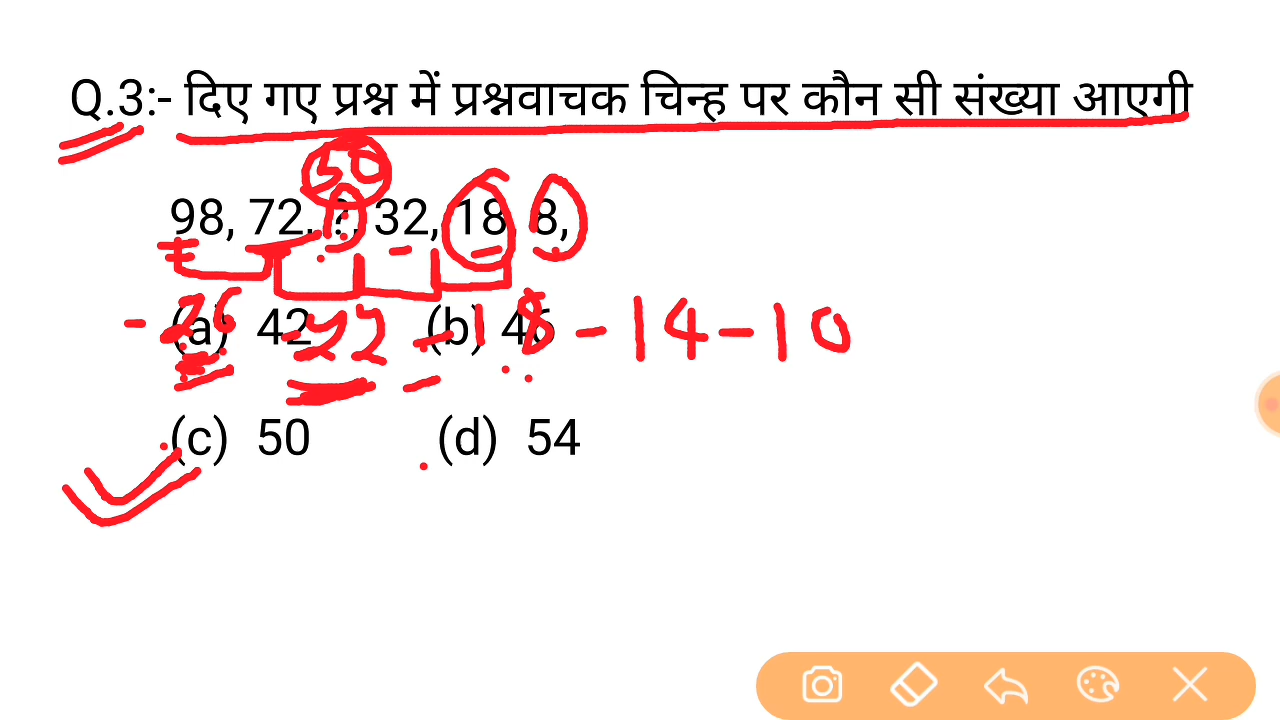 Q.3:- दिए गए प्रश्न में प्रश्नवाचक चिन्ह पर कौन सी संख्या आएगी
50
98, 72, ?, 32, 18, 8,
(a) 42 (b) 46
-26 -22 -18 -14 -10
(c) 50 (d) 54